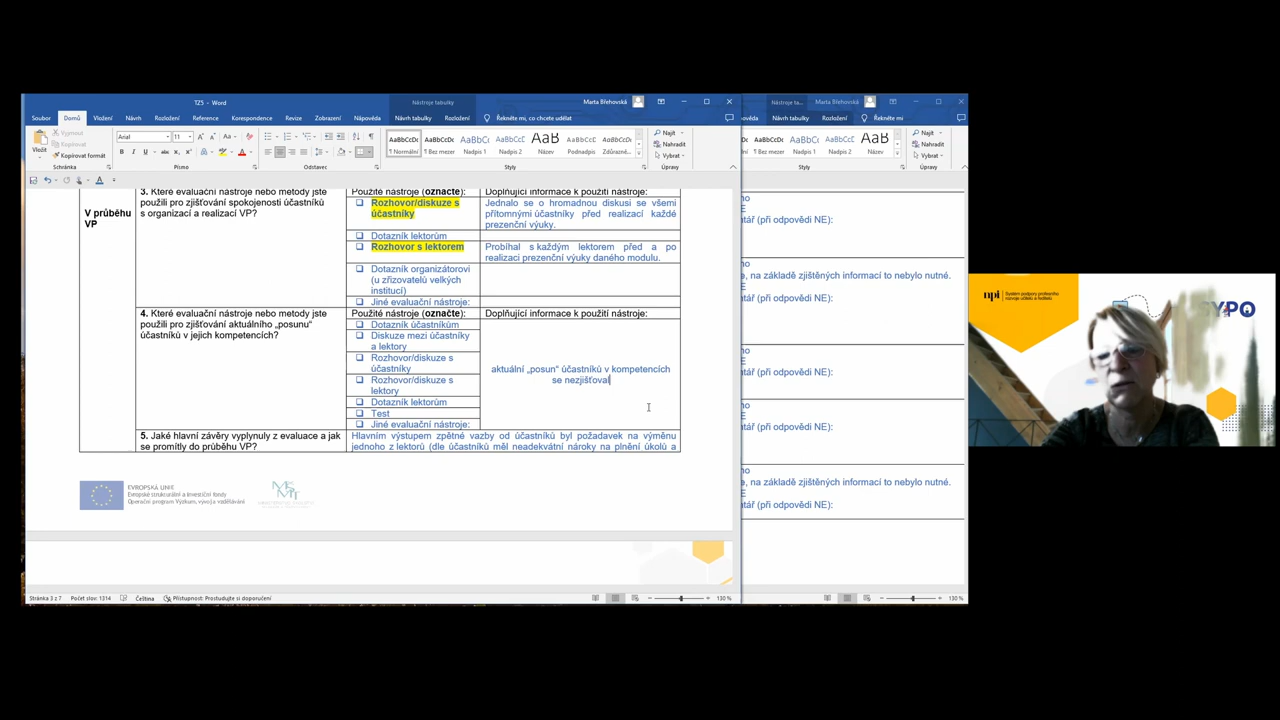 TZ5 - Word
Nástroje tabulky
Marta Břehovská
Nástroje ta...
Marta Břehovská
Soubor Domů Vložení Návrh Rozložení Reference Korespondence Revize Zobrazení Nápověda Návrh tabulky Rozložení Řekněte mi, co chcete udělat
ověda Návrh tabulky Rozložení Řekněte mi
Vložit
Vyjmout
Kopírovat
Kopírovat formát
Schránka
Arial 11
Písmo
Odstavec
AaBbCcDc AaBbCcDc AaBbC AaBbCc AaB AaBbCcD AaBbCcDc
¶ Normální ¶ Bez mezer Nadpis 1 Nadpis 2 Název Podnadpis Zdůrazně...
Styly
Najít
Nahradit
Vybrat
Úpravy
¶ Bez mezer Nadpis 1 Nadpis 2 Název
Styly
Najít
Nahradit
Vybrat
Úpravy
V průběhu
VP
3. Které evaluační nástroje nebo metody jste
použili pro zjišťování spokojenosti účastníků
s organizací a realizací VP?
Použité nástroje (označte):
Doplňující informace k použití nástroje:
Rozhovor/diskuze s
účastníky
Jednalo se o hromadnou diskusi se všemi
přítomnými účastníky před realizací každé
prezenční výuky.
Dotazník lektorům
Rozhovor s lektorem
Probíhal s každým lektorem před a po
realizaci prezenční výuky daného modulu.
Dotazník organizátorovi
(u zřizovatelů velkých
institucí)
Jiné evaluační nástroje:
4. Které evaluační nástroje nebo metody jste
použili pro zjišťování aktuálního „posunu“
účastníků v jejich kompetencích?
Použité nástroje (označte):
Doplňující informace k použití nástroje:
Dotazník účastníkům
Diskuze mezi účastníky
a lektory
Rozhovor/diskuze s
účastníky
Rozhovor/diskuze s
lektory
Dotazník lektorům
Test
Jiné evaluační nástroje:
aktuální „posun“ účastníků v kompetencích
se nezjišťoval
5. Jaké hlavní závěry vyplynuly z evaluace a jak
se promítly do průběhu VP?
Hlavním výstupem zpětné vazby od účastníků byl požadavek na výměnu
jednoho z lektorů (dle účastníků měl neadekvátní nároky na plnění úkolů a
EVROPSKÁ UNIE
Evropské strukturální a investiční fondy
Operační program Výzkum, vývoj a vzdělávání
MŠMT
no
E
ntář (při odpovědi NE):
no
e, na základě zjištěných informací to nebylo nutné.
E
ntář (při odpovědi NE):
no
E
ntář (při odpovědi NE):
no
E
ntář (při odpovědi NE):
no
e, na základě zjištěných informací to nebylo nutné.
E
ntář (při odpovědi NE):
Stránka 3 z 7 Počet slov: 1314 Čeština Přístupnost: Prostudujte si doporučení
130 %
130 %
npi
Systém podpory profesního
rozvoje učitelů a ředitelů
SYPO